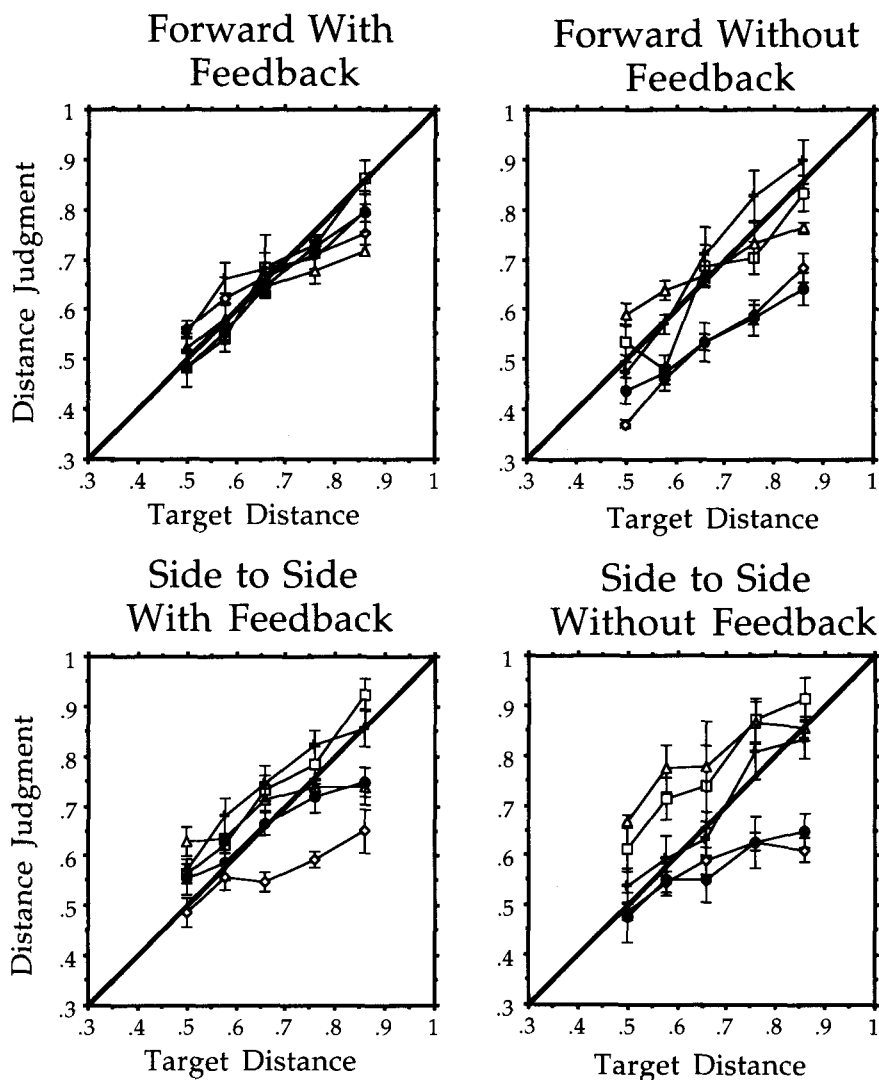 Forward With
Feedback
1
.9
.8
.7
.6
.5
.4
.3
.3 .4 .5 .6 .7 .8 .9 1
Distance Judgment
Target Distance
Forward Without
Feedback
1
.9
.8
.7
.6
.5
.4
.3
.3 .4 .5 .6 .7 .8 .9 1
Target Distance
Side to Side
With Feedback
1
.9
.8
.7
.6
.5
.4
.3
.3 .4 .5 .6 .7 .8 .9 1
Distance Judgment
Target Distance
Side to Side
Without Feedback
1
.9
.8
.7
.6
.5
.4
.3
.3 .4 .5 .6 .7 .8 .9 1
Target Distance